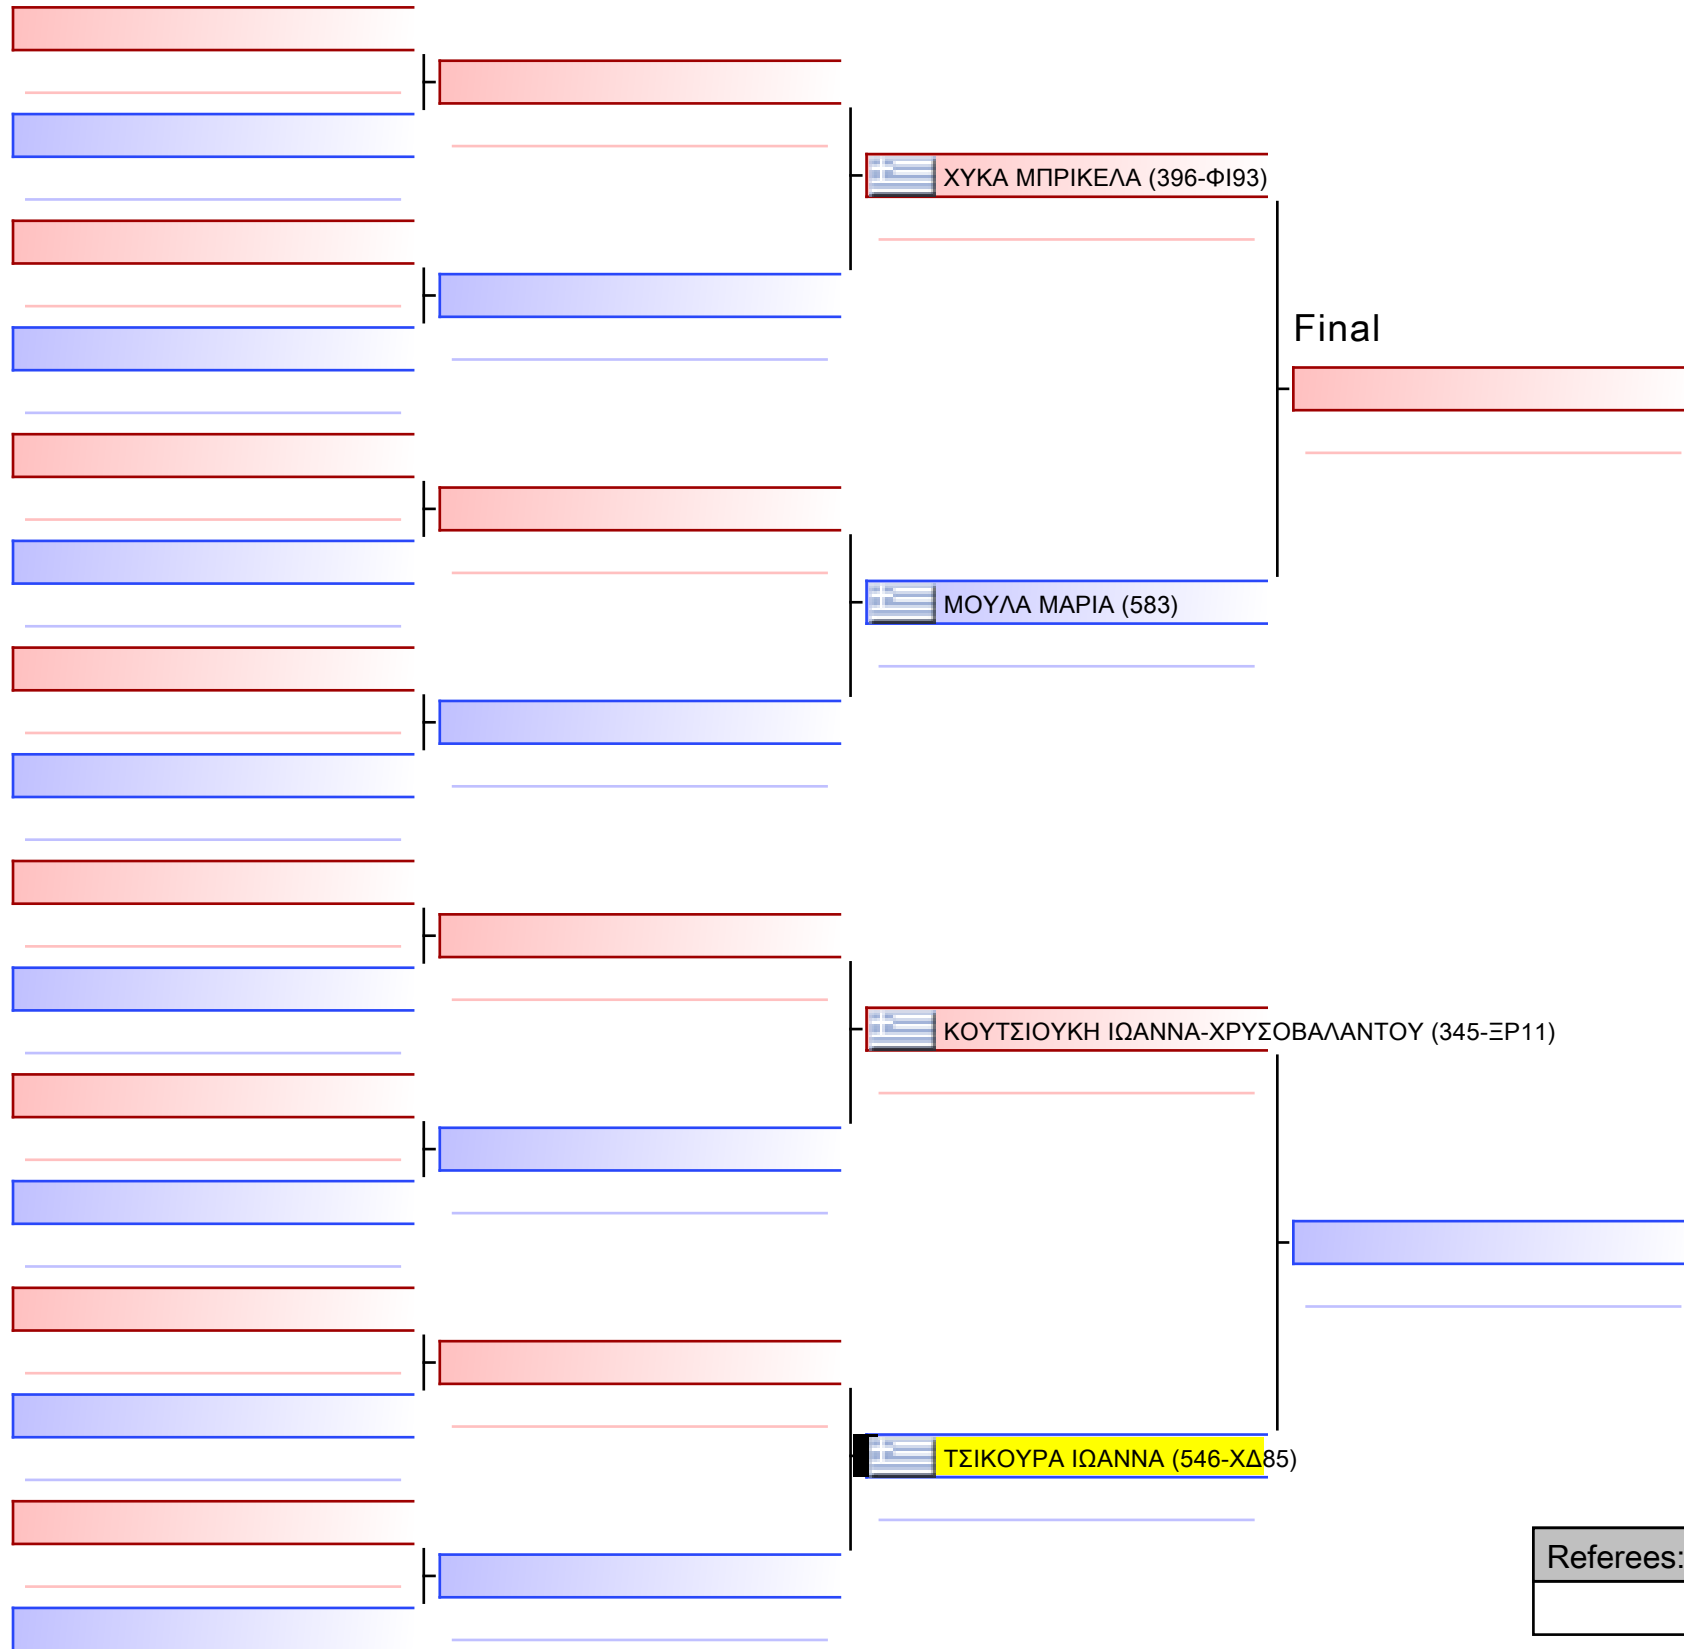 ΧΥΚΑ ΜΠΡΙΚΕΛΑ (396-ΦΙ93)
Final
ΜΟΥΛΑ ΜΑΡΙΑ (583)
ΚΟΥΤΣΙΟΥΚΗ ΙΩΑΝΝΑ-ΧΡΥΣΟΒΑΛΑΝΤΟΥ (345-ΞΡ11)
ΤΣΙΚΟΥΡΑ ΙΩΑΝΝΑ (546-ΧΔ85)
Referees: